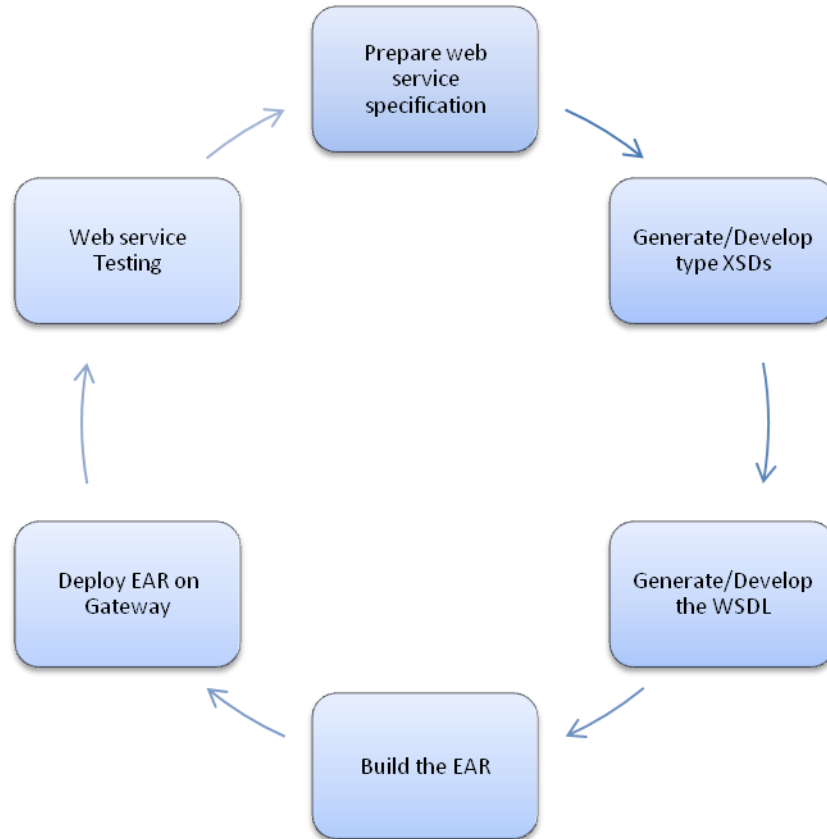 Prepare web
service
specification
Generate/Develop
type XSDs
Generate/Develop
the WSDL
Build the EAR
Deploy EAR on
Gateway
Web service
Testing